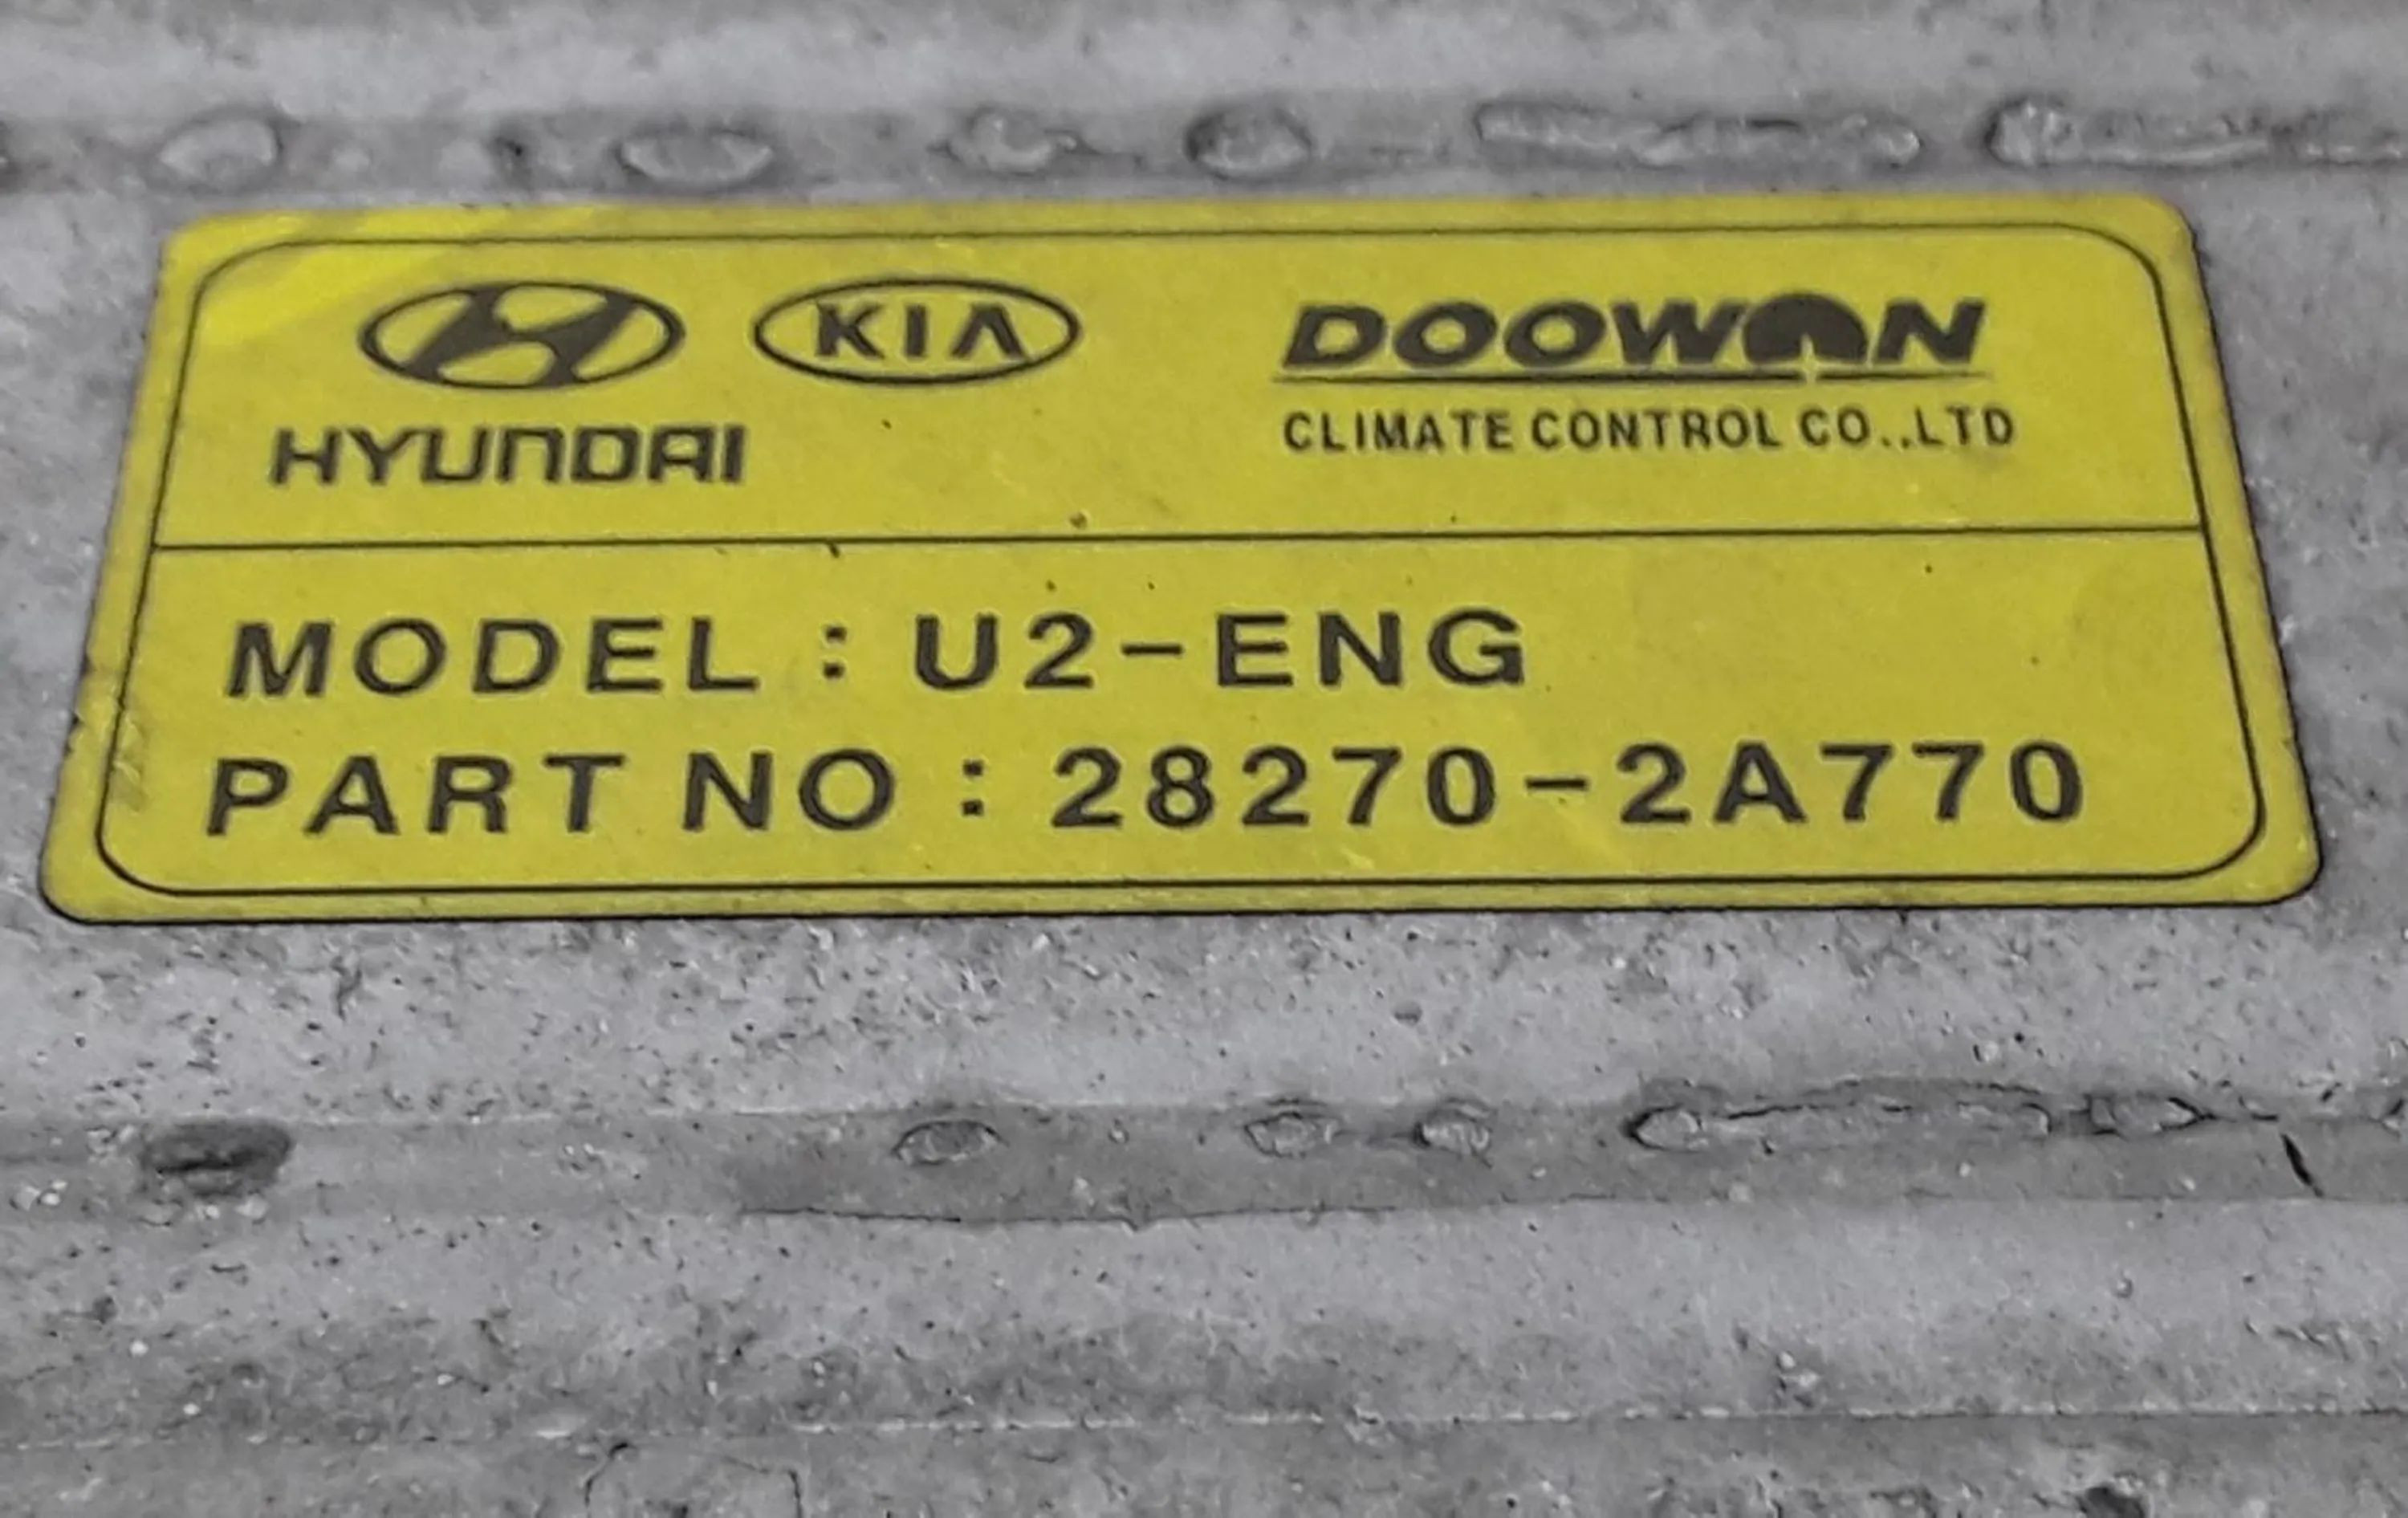 HYUNDAI
KIA
DOOWON
CLIMATE CONTROL CO.,LTD
MODEL : U2-ENG
PART NO : 28270-2A770